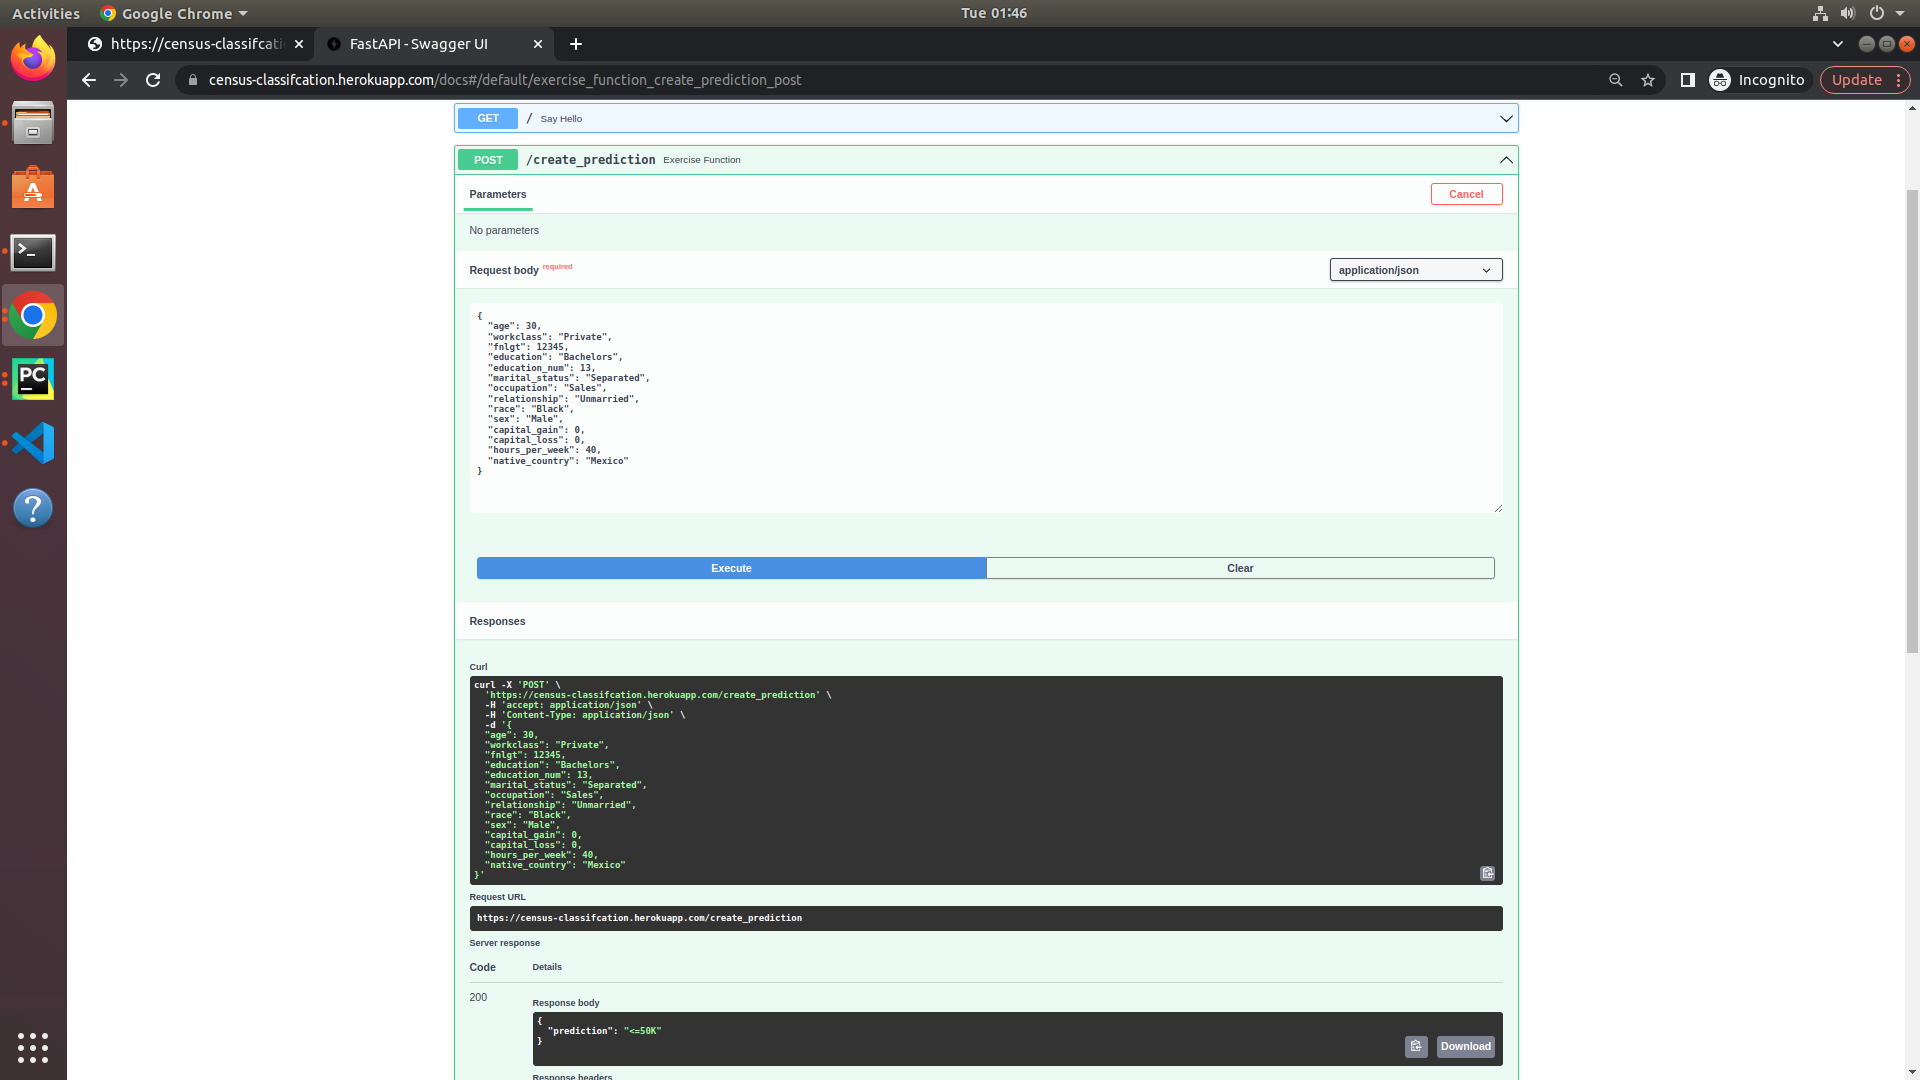 Activities
Google Chrome
Tue 01:46
https://census-classifcati
FastAPI - Swagger UI
census-classifcation.herokuapp.com/docs#/default/exercise_function_create_prediction_post
Incognito
Update
GET / Say Hello
POST /create_prediction Exercise Function
Parameters
Cancel
No parameters
Request body required
application/json
{
"age": 30,
"workclass": "Private",
"fnlgt": 12345,
"education": "Bachelors",
"education_num": 13,
"marital_status": "Separated",
"occupation": "Sales",
"relationship": "Unmarried",
"race": "Black",
"sex": "Male",
"capital_gain": 0,
"capital_loss": 0,
"hours_per_week": 40,
"native_country": "Mexico"
}
Execute
Clear
Responses
Curl
curl -X 'POST' \
'https://census-classifcation.herokuapp.com/create_prediction' \
-H 'accept: application/json' \
-H 'Content-Type: application/json' \
-d '{
"age": 30,
"workclass": "Private",
"fnlgt": 12345,
"education": "Bachelors",
"education_num": 13,
"marital_status": "Separated",
"occupation": "Sales",
"relationship": "Unmarried",
"race": "Black",
"sex": "Male",
"capital_gain": 0,
"capital_loss": 0,
"hours_per_week": 40,
"native_country": "Mexico"
}'
Request URL
https://census-classifcation.herokuapp.com/create_prediction
Server response
Code
Details
200
Response body
{
"prediction": "<=50K"
}
Download
Response headers
PC